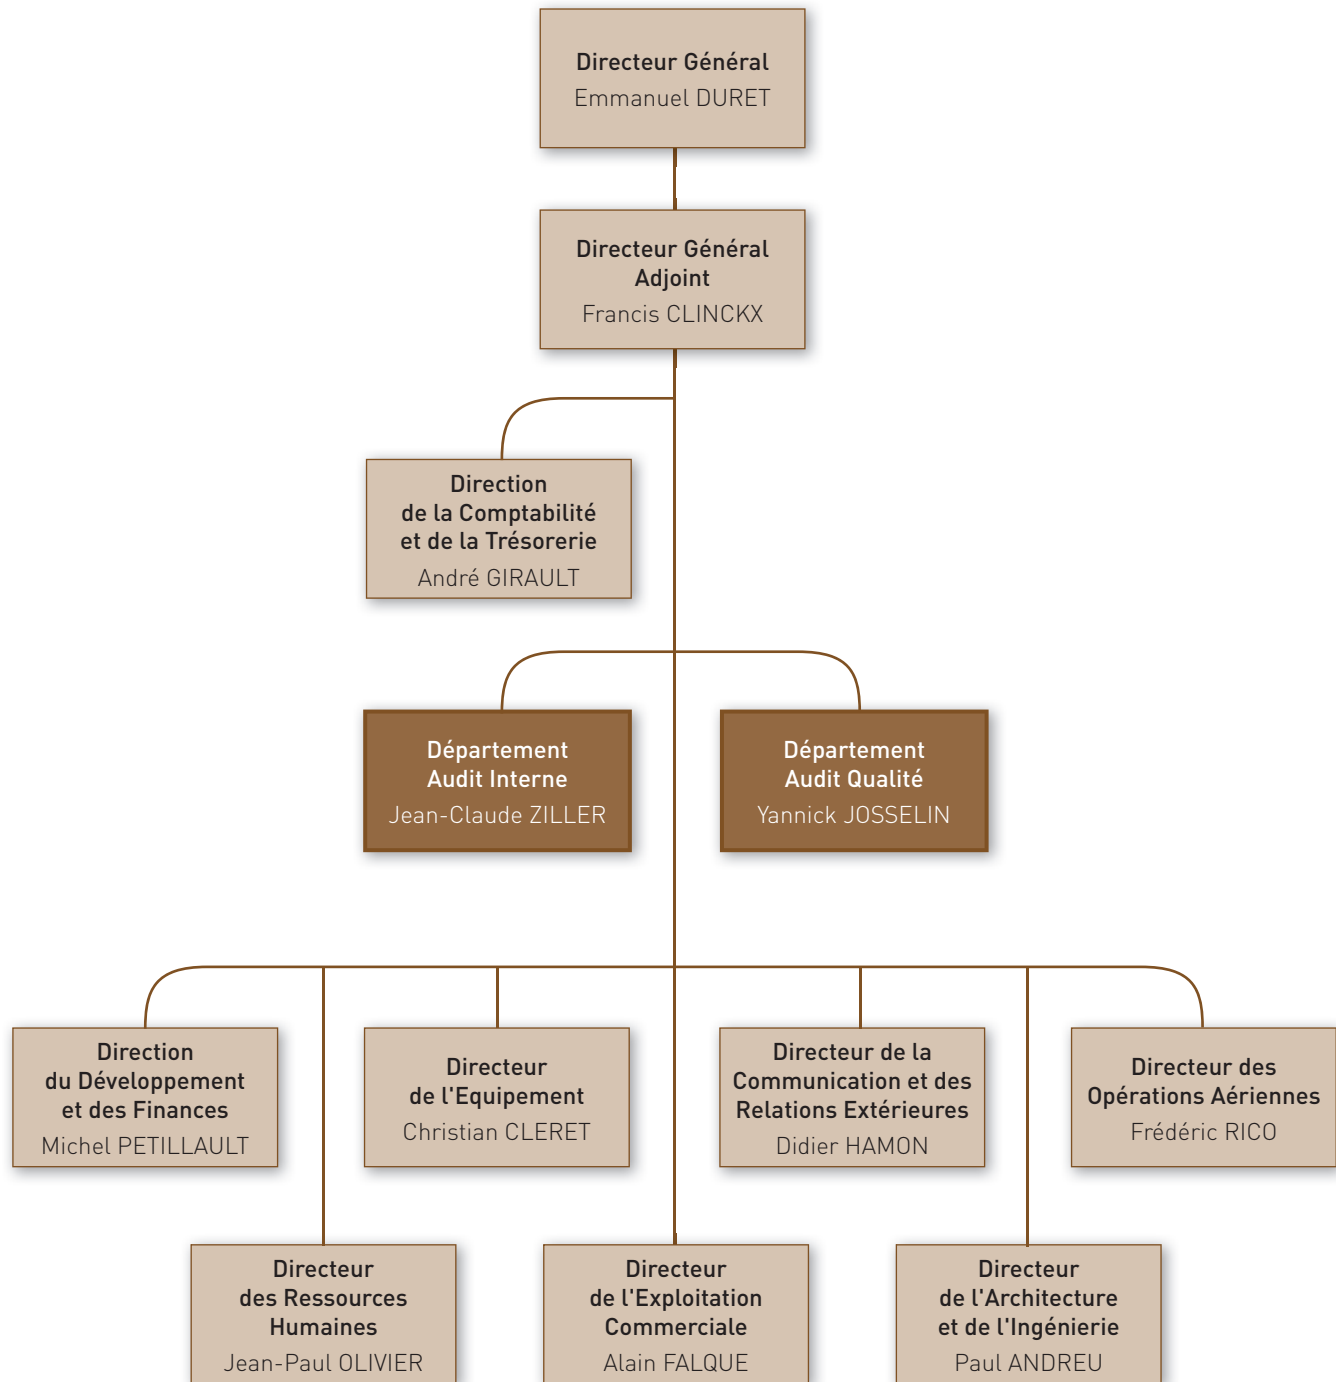 Directeur Général
Emmanuel DURET
Directeur Général
Adjoint
Francis CLINCKX
Direction
de la Comptabilité
et de la Trésorerie
André GIRAULT
Département
Audit Interne
Jean-Claude ZILLER
Département
Audit Qualité
Yannick JOSSELIN
Direction
du Développement
et des Finances
Michel PETILLAULT
Directeur
de l'Equipement
Christian CLERET
Directeur de la
Communication et des
Relations Extérieures
Didier HAMON
Directeur des
Opérations Aériennes
Frédéric RICO
Directeur
des Ressources
Humaines
Jean-Paul OLIVIER
Directeur
de l'Exploitation
Commerciale
Alain FALQUE
Directeur
de l'Architecture
et de l'Ingénierie
Paul ANDREU